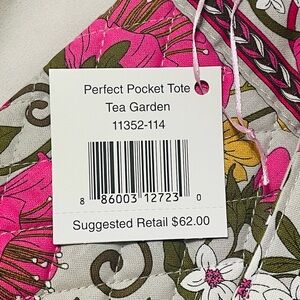 Perfect Pocket Tote
Tea Garden
11352-114
8 86003 12723 0
Suggested Retail $62.00